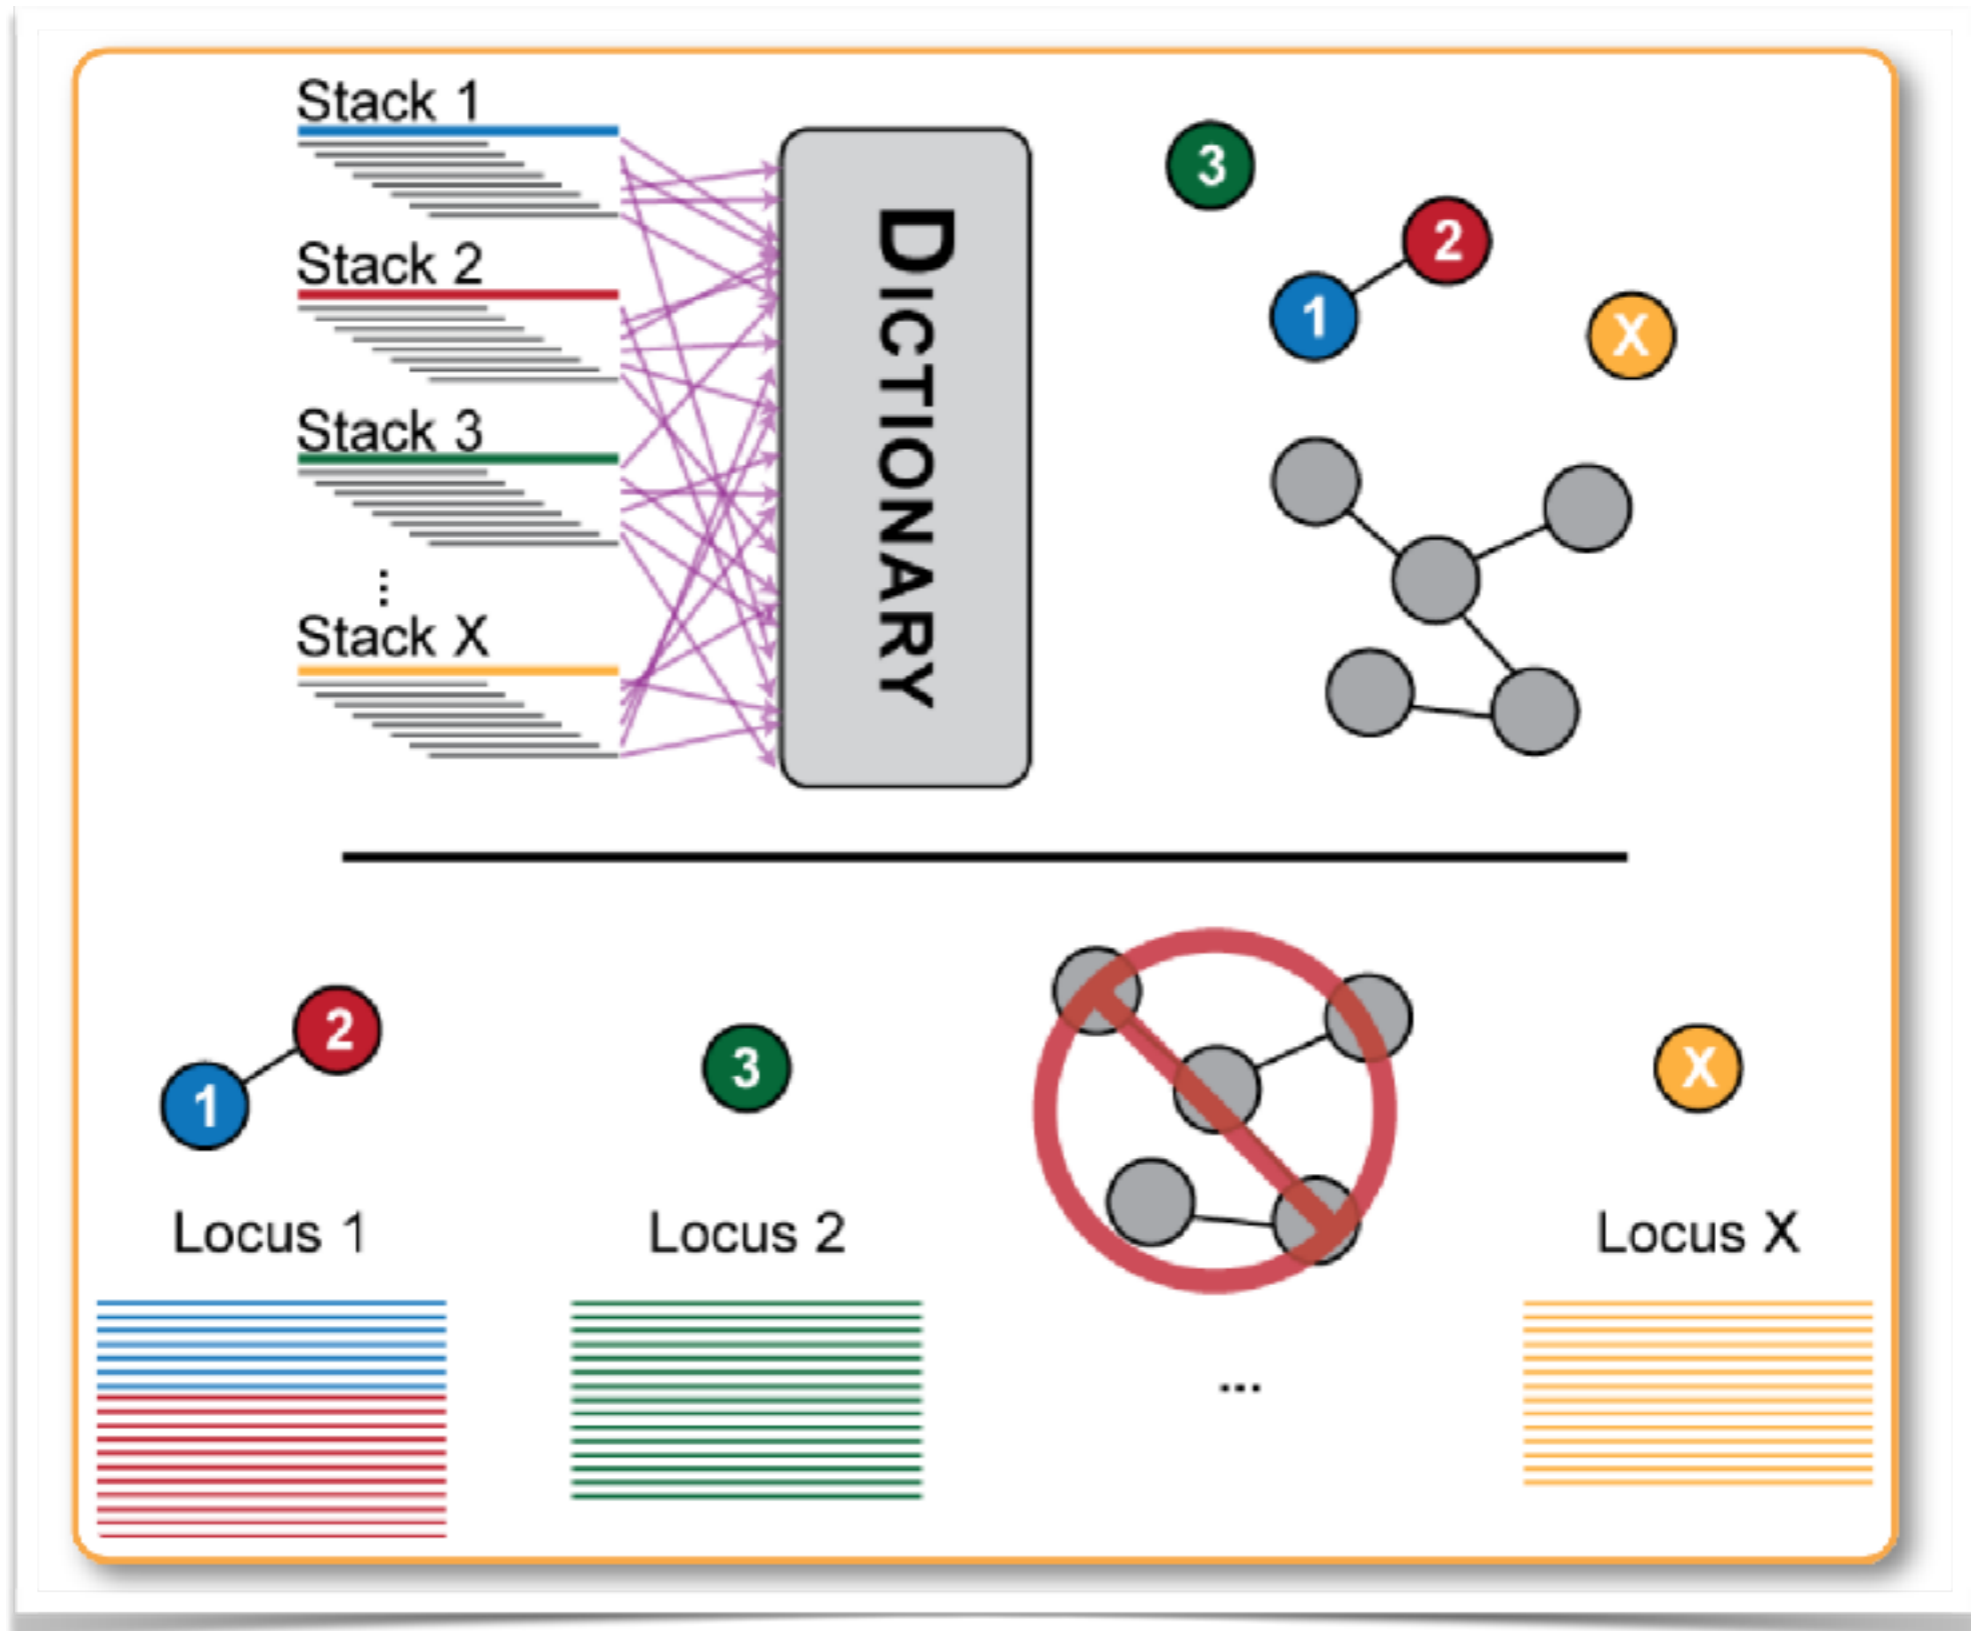 Stack 1
Stack 2
Stack 3
...
Stack X
DICTIONARY
3
2
1
X
2
1
3
X
Locus 1
Locus 2
Locus X
...